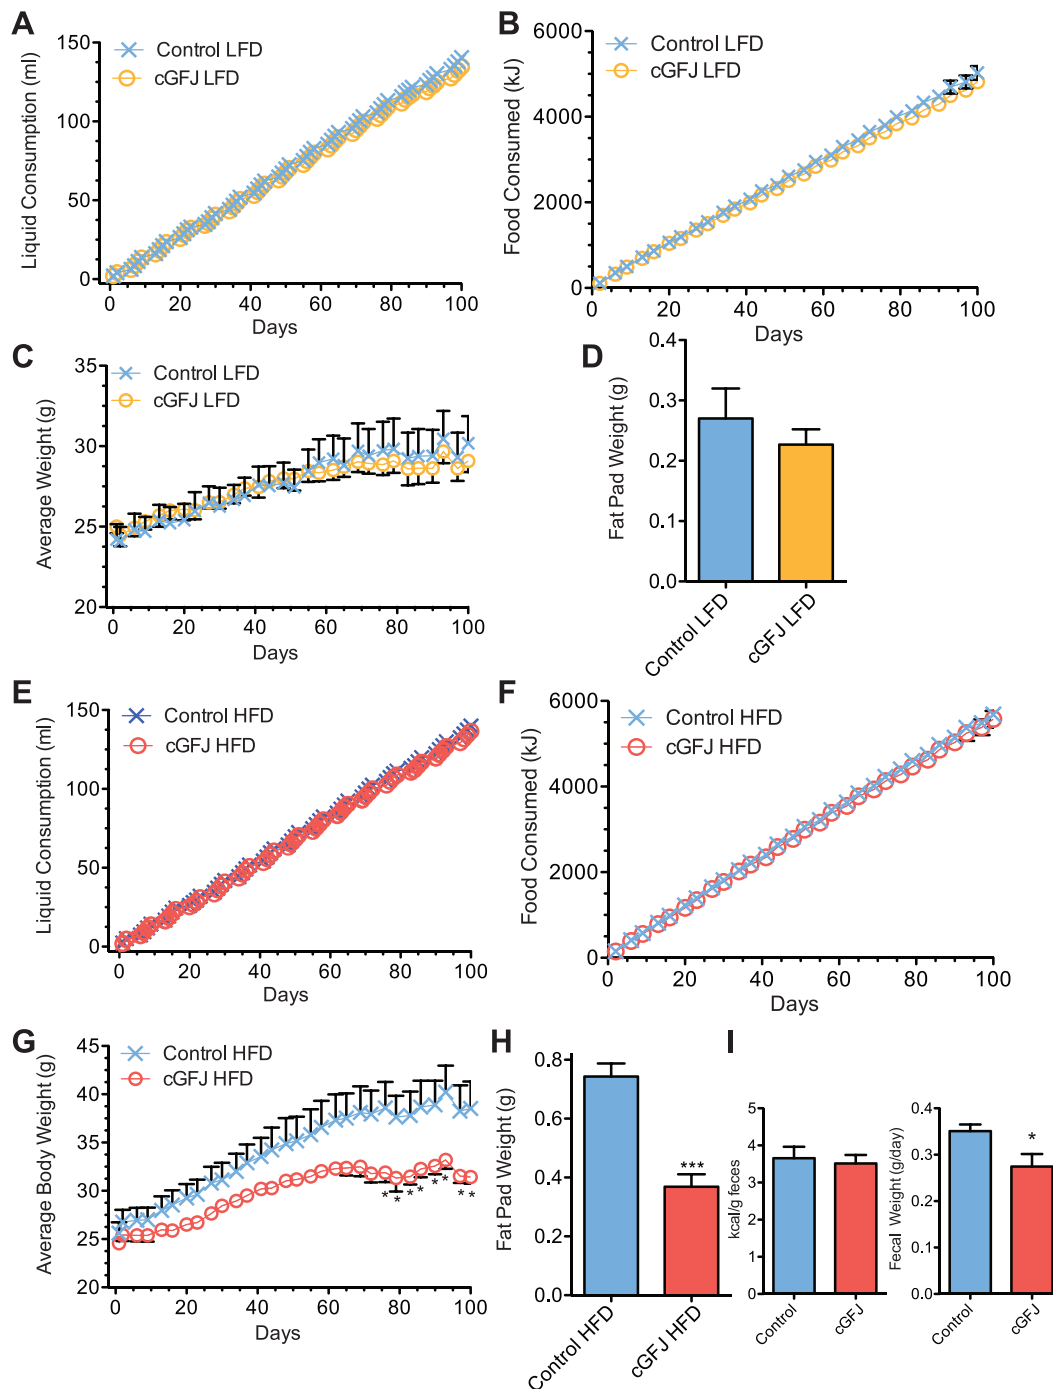 A
Control LFD
cGFJ LFD
Liquid Consumption (ml)
150
100
50
0
0 20 40 60 80 100
Days
B
Control LFD
cGFJ LFD
Food Consumed (kJ)
6000
4000
2000
0
0 20 40 60 80 100
Days
C
Control LFD
cGFJ LFD
Average Weight (g)
35
30
25
20
0 20 40 60 80 100
Days
D
Fat Pad Weight (g)
0.4
0.3
0.2
0.1
0.0
Control LFD
cGFJ LFD
E
Control HFD
cGFJ HFD
Liquid Consumption (ml)
150
100
50
0
0 20 40 60 80 100
Days
F
Control HFD
cGFJ HFD
Food Consumed (kJ)
6000
4000
2000
0
0 20 40 60 80 100
Days
G
Control HFD
cGFJ HFD
Average Body Weight (g)
45
40
35
30
25
20
* * * * * * * *
0 20 40 60 80 100
Days
H
Fat Pad Weight (g)
0.8
0.6
0.4
0.2
0.0
***
Control HFD
cGFJ HFD
I
kcal/g feces
5
4
3
2
1
0
Control
cGFJ
Fecal Weight (g/day)
0.4
0.3
0.1
0.0
*
Control
cGFJ